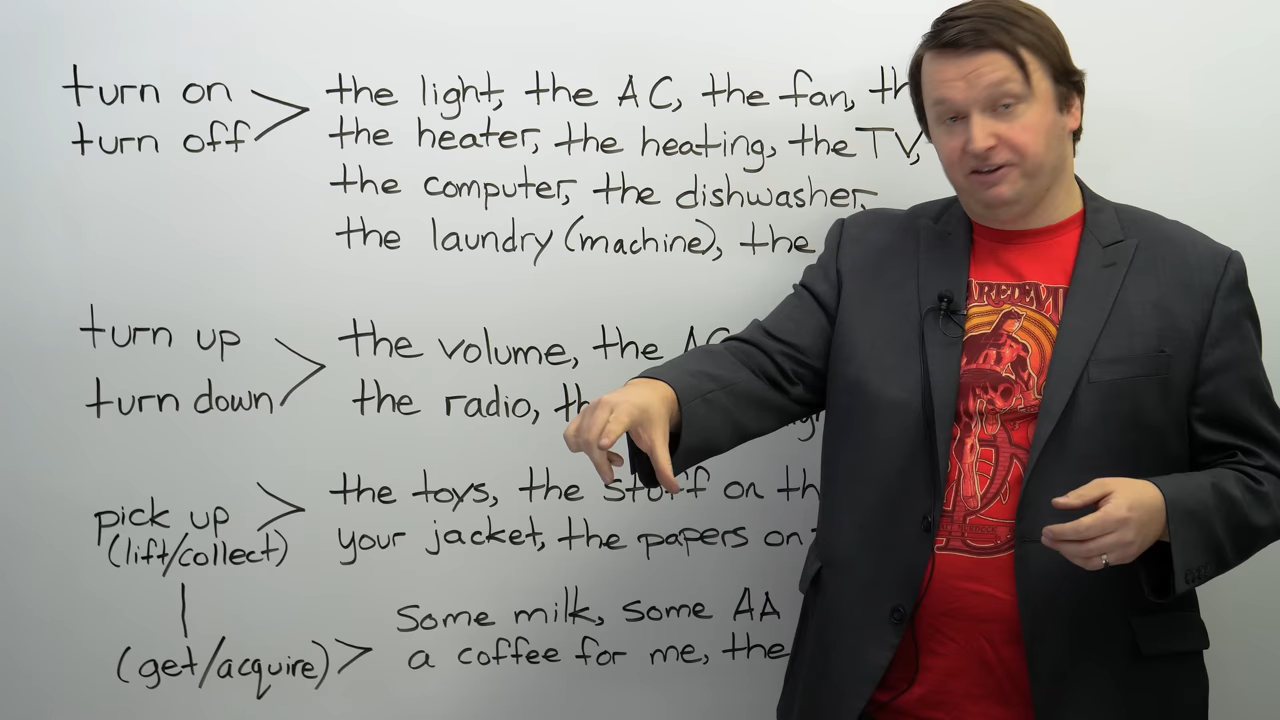 turn on
turn off
the light, the AC, the fan,
the heater, the heating, the TV,
the computer, the dishwasher,
the laundry (machine), the
turn up
turn down
the volume, the AC
the radio,
pick up
(lift/collect)
the toys, the stuff on
your jacket, the papers on
(get/acquire)
some milk, some AA
a coffee for me, the